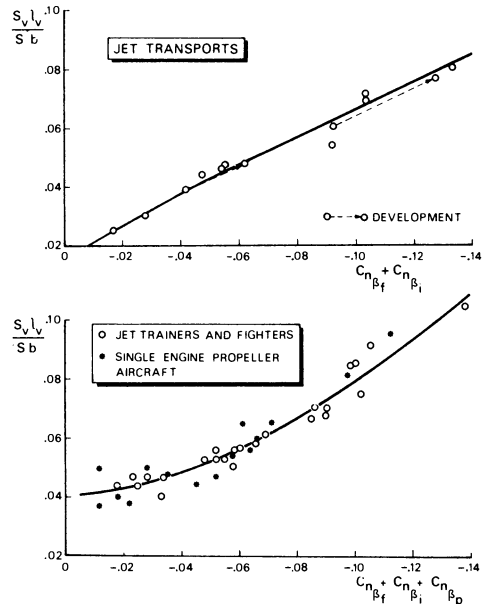 S_v l_v
S b
JET TRANSPORTS
.10
.08
.06
.04
.02
DEVELOPMENT
0 -.02 -.04 -.06 -.08 -.10 -.12 -.14
C_nβf + C_nβi
S_v l_v
S b
.10
JET TRAINERS AND FIGHTERS
SINGLE ENGINE PROPELLER
AIRCRAFT
.08
.06
.04
.02
0 -.02 -.04 -.06 -.08 -.10 -.12 -.14
C_nβf + C_nβi + C_nβp